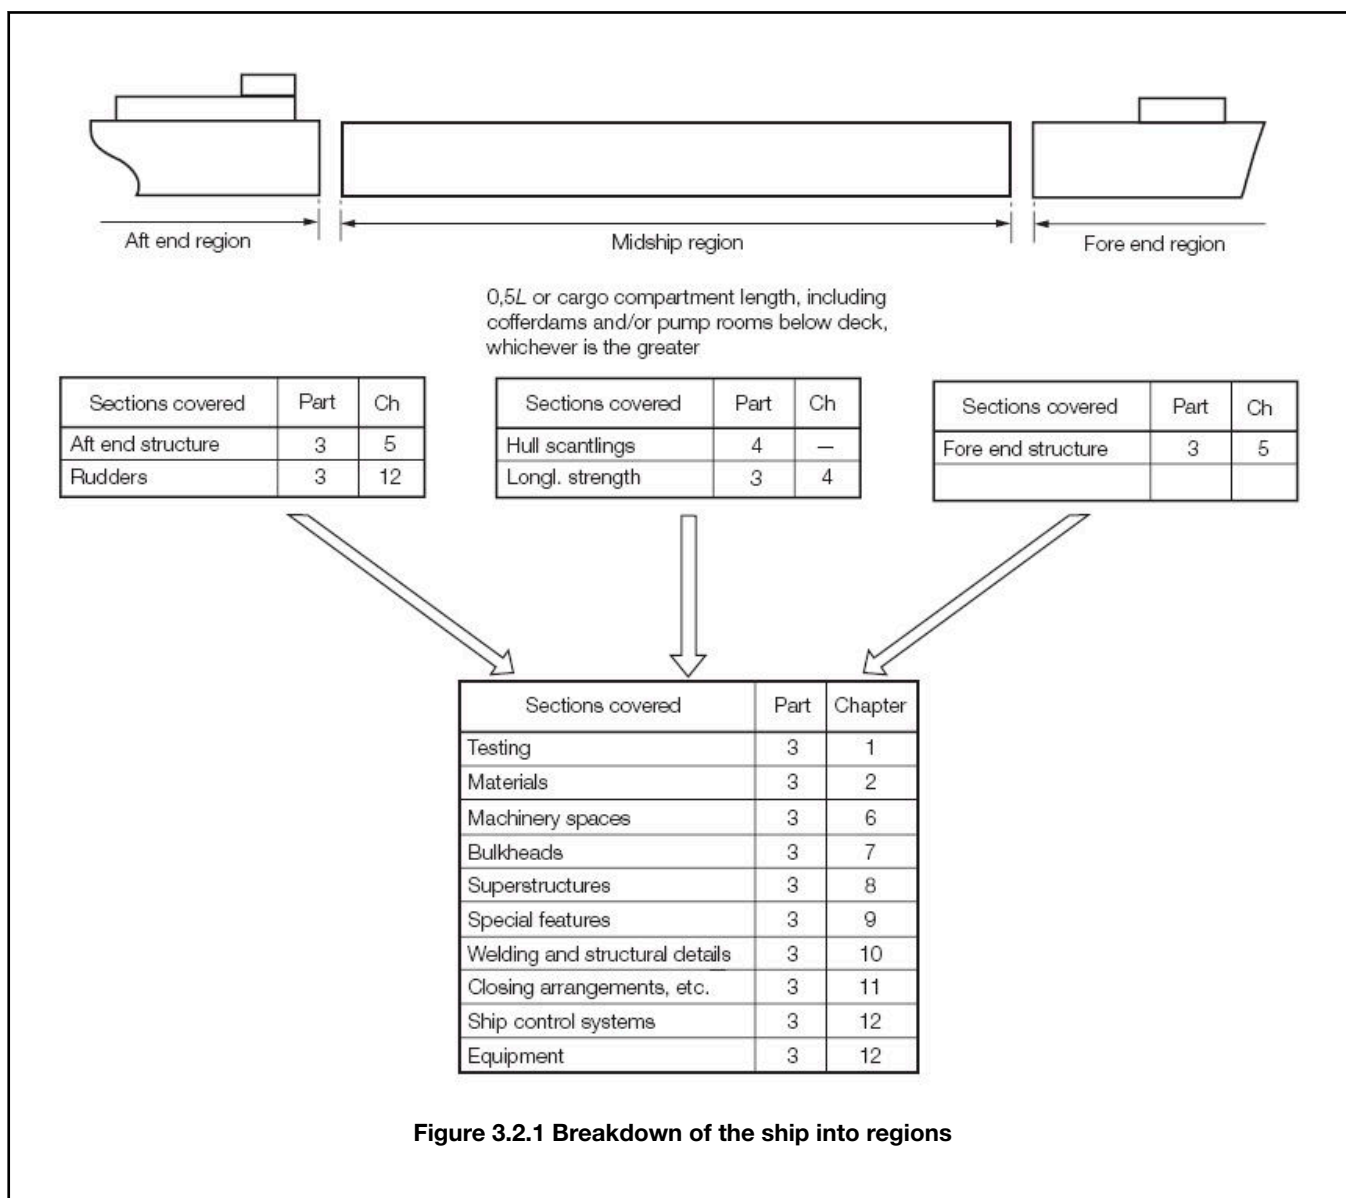 Aft end region
Midship region
Fore end region
0,5L or cargo compartment length, including
cofferdams and/or pump rooms below deck,
whichever is the greater
Sections covered Part Ch
Aft end structure 3 5
Rudders 3 12
Sections covered Part Ch
Hull scantlings 4 —
Longl. strength 3 4
Sections covered Part Ch
Fore end structure 3 5
Sections covered Part Chapter
Testing 3 1
Materials 3 2
Machinery spaces 3 6
Bulkheads 3 7
Superstructures 3 8
Special features 3 9
Welding and structural details 3 10
Closing arrangements, etc. 3 11
Ship control systems 3 12
Equipment 3 12
Figure 3.2.1 Breakdown of the ship into regions